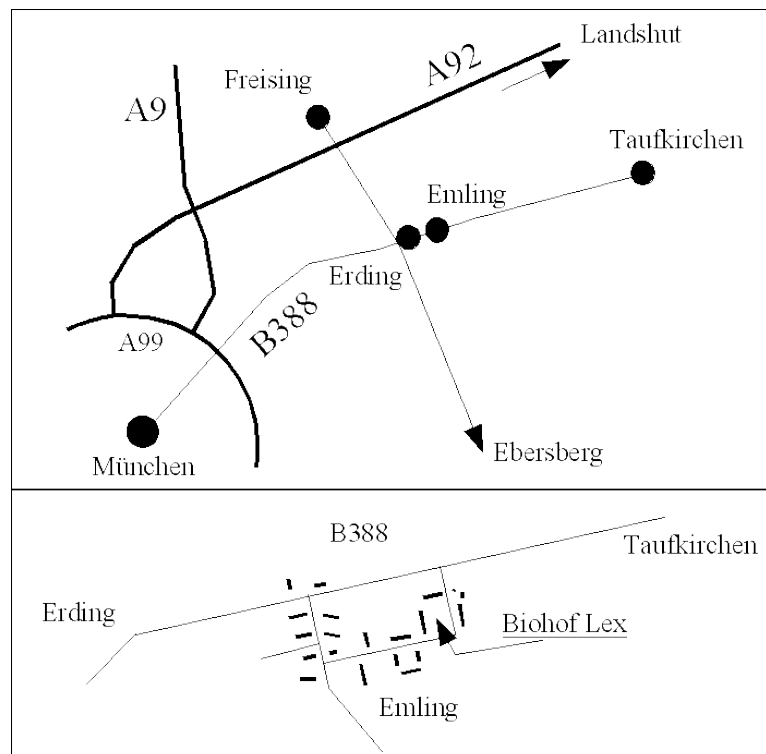 Landshut
A92
Freising
A9
Taufkirchen
Emling
Erding
B388
A99
München
Ebersberg
B388
Taufkirchen
Erding
Biohof Lex
Emling